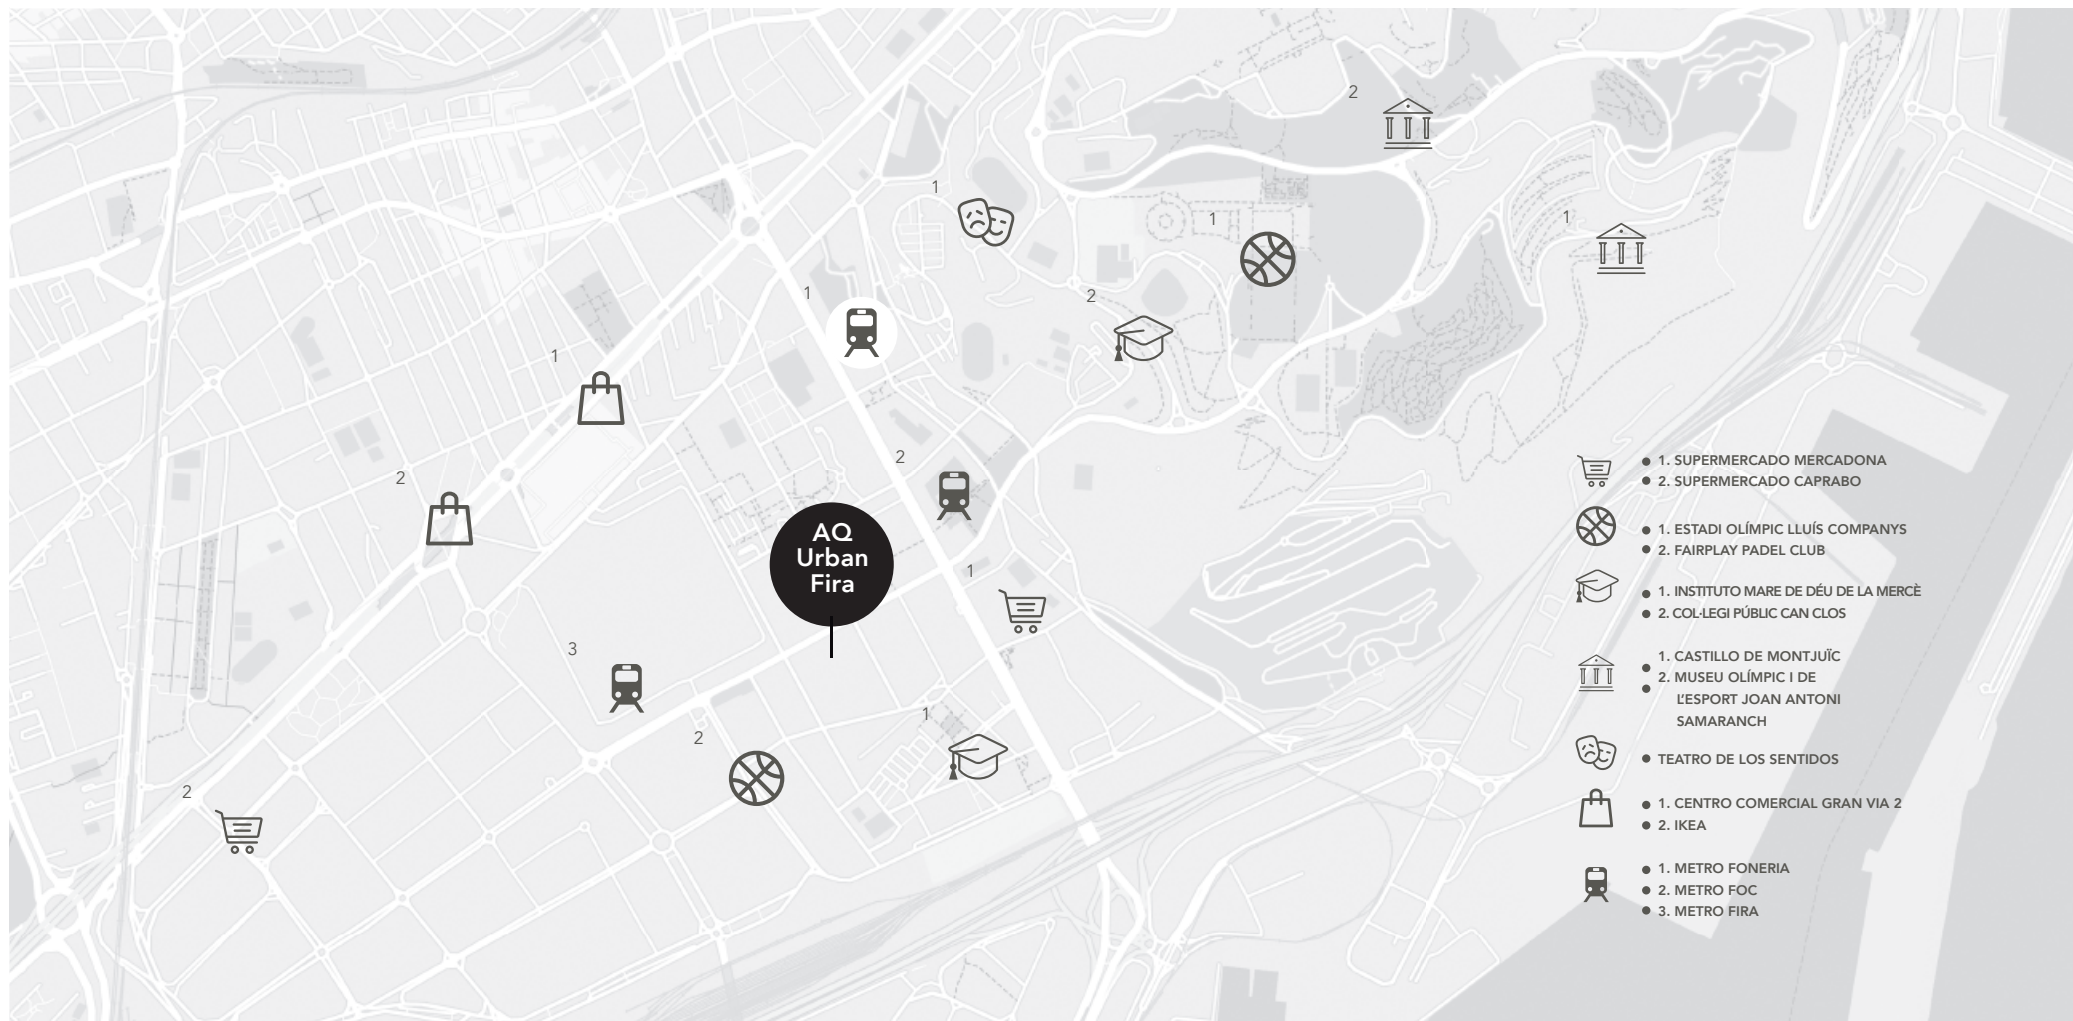 2
1
1
1
2
1
1
2
2
AQ
Urban
Fira
1
3
1
2
2
1. SUPERMERCADO MERCADONA
2. SUPERMERCADO CAPRABO
1. ESTADI OLÍMPIC LLUÍS COMPANYS
2. FAIRPLAY PADEL CLUB
1. INSTITUTO MARE DE DÉU DE LA MERCÈ
2. COL·LEGI PÚBLIC CAN CLOS
1. CASTILLO DE MONTJUÏC
2. MUSEU OLÍMPIC I DE
L'ESPORT JOAN ANTONI
SAMARANCH
TEATRO DE LOS SENTIDOS
1. CENTRO COMERCIAL GRAN VIA 2
2. IKEA
1. METRO FONERIA
2. METRO FOC
3. METRO FIRA